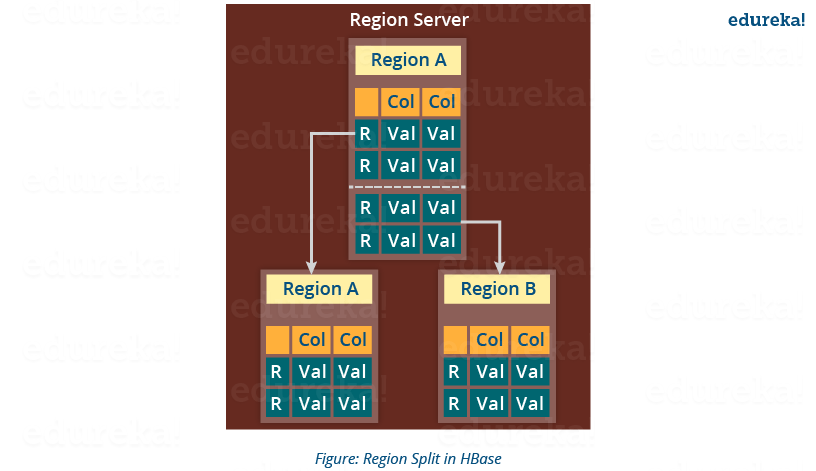 Region Server
edureka!
Region A
Col Col
R Val Val
R Val Val
R Val Val
R Val Val
Region A
Col Col
R Val Val
R Val Val
Region B
Col Col
R Val Val
R Val Val
Figure: Region Split in HBase